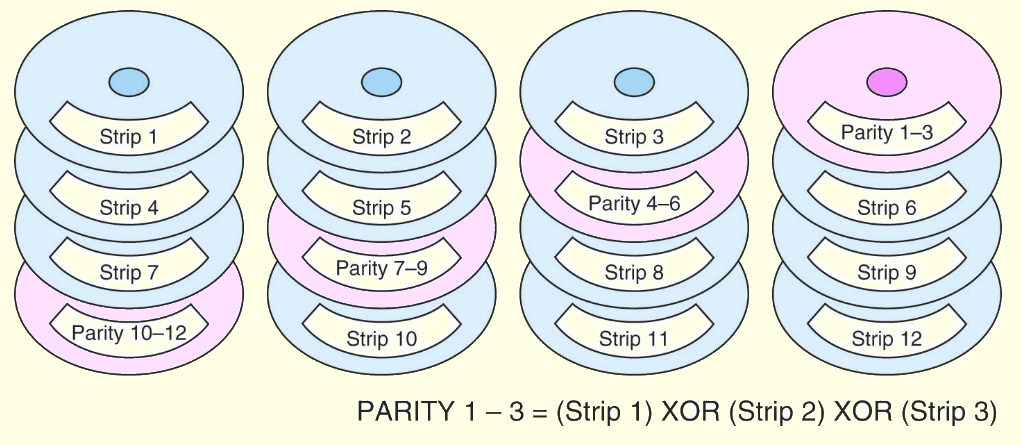 Strip 1
Strip 2
Strip 3
Parity 1–3
Strip 4
Strip 5
Parity 4–6
Strip 6
Strip 7
Parity 7–9
Strip 8
Strip 9
Parity 10–12
Strip 10
Strip 11
Strip 12
PARITY 1 – 3 = (Strip 1) XOR (Strip 2) XOR (Strip 3)